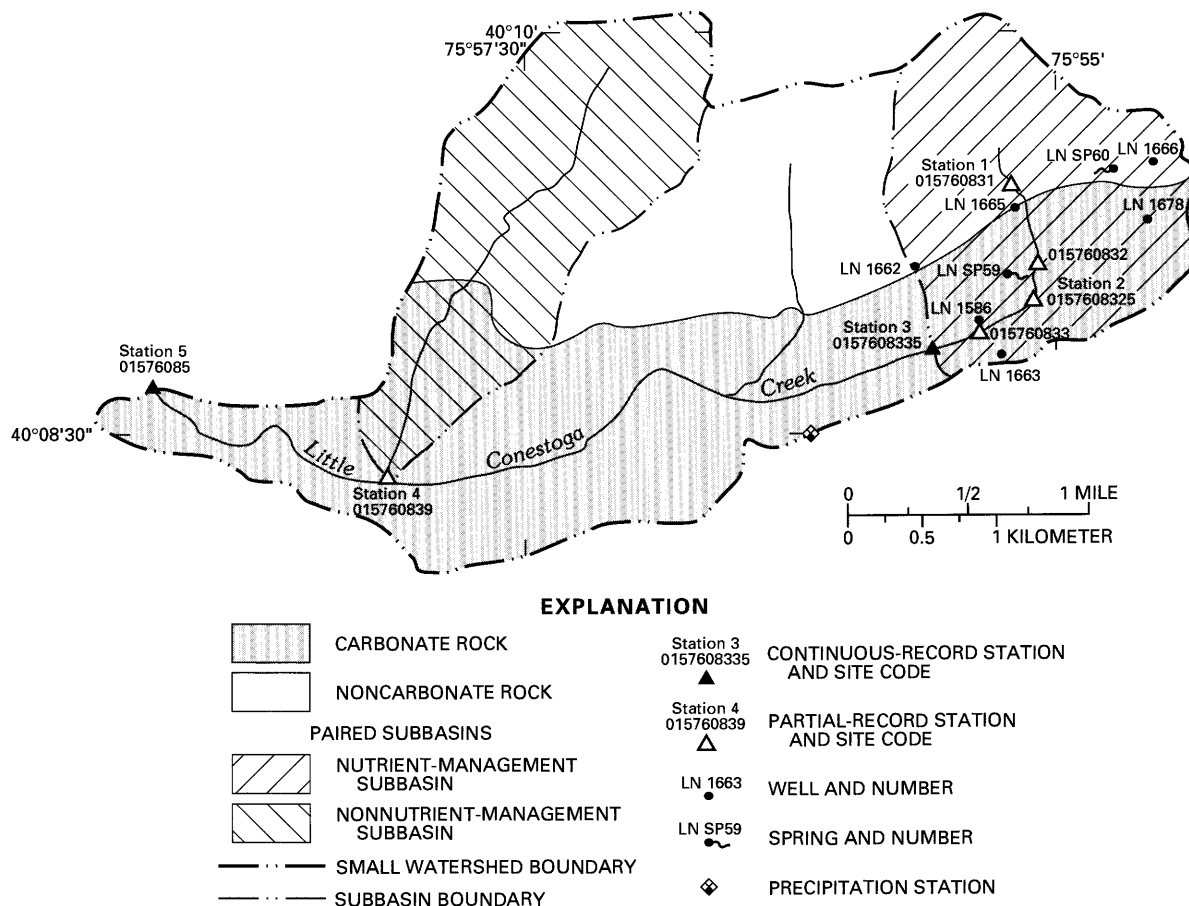 40°10'
75°57'30"
75°55'
Station 1
015760831
LN SP60
LN 1666
LN 1665
LN 1678
LN 1662
LN SP59
015760832
Station 2
0157608325
LN 1586
015760833
Station 3
0157608335
LN 1663
Station 5
01576085
40°08'30"
Little
Conestoga
Creek
Station 4
015760839
0 1/2 1 MILE
0 0.5 1 KILOMETER
EXPLANATION
CARBONATE ROCK
NONCARBONATE ROCK
PAIRED SUBBASINS
NUTRIENT-MANAGEMENT
SUBBASIN
NONNUTRIENT-MANAGEMENT
SUBBASIN
SMALL WATERSHED BOUNDARY
SUBBASIN BOUNDARY
Station 3
0157608335
CONTINUOUS-RECORD STATION
AND SITE CODE
Station 4
015760839
PARTIAL-RECORD STATION
AND SITE CODE
LN 1663
WELL AND NUMBER
LN SP59
SPRING AND NUMBER
PRECIPITATION STATION